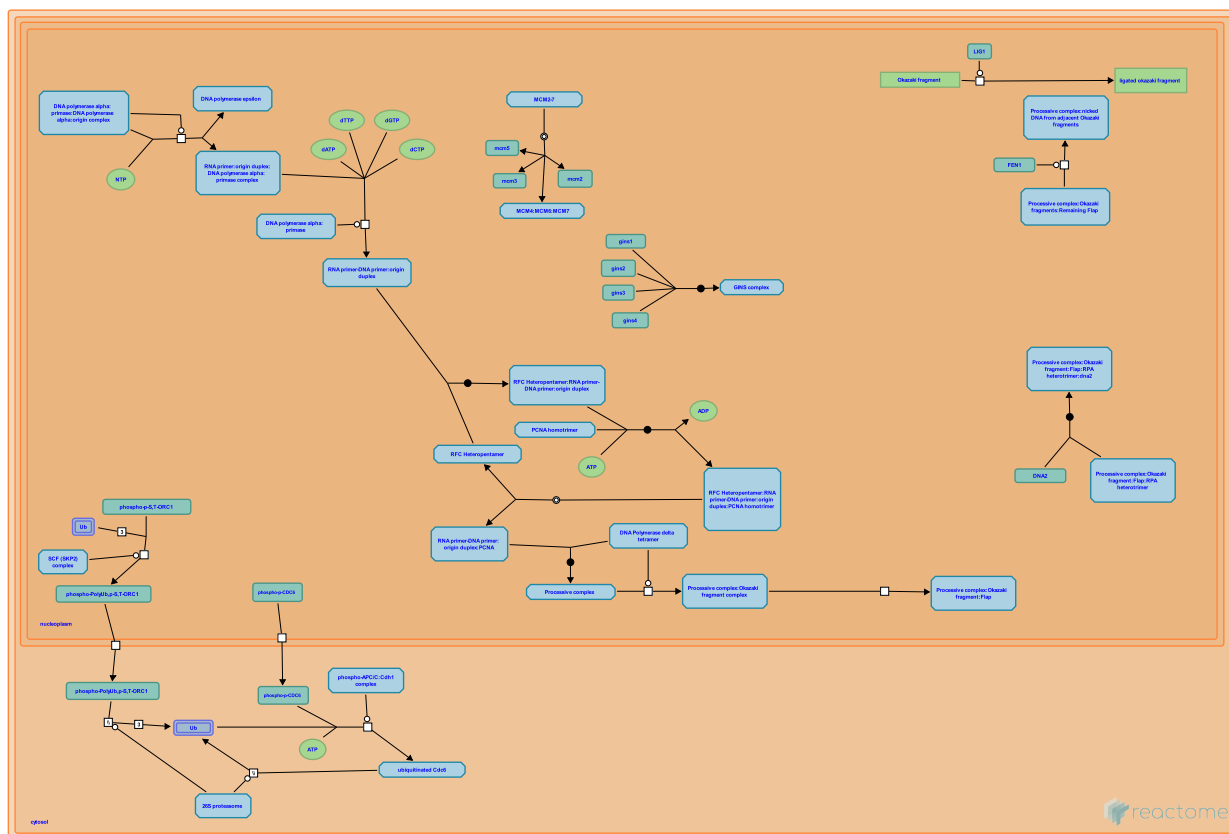 LIG1
Okazaki fragment
ligated okazaki fragment
DNA polymerase alpha:
primase:DNA polymerase
alpha:origin complex
DNA polymerase epsilon
NTP
RNA primer:origin duplex:
DNA polymerase alpha:
primase complex
dTTP
dGTP
dATP
dCTP
MCM2-7
mcm5
mcm3
mcm2
MCM4:MCM6:MCM7
Processive complex:nicked
DNA from adjacent Okazaki
fragments
FEN1
Processive complex:Okazaki
fragments:Remaining Flap
DNA polymerase alpha:
primase
RNA primer-DNA primer:origin
duplex
gins1
gins2
gins3
gins4
GINS complex
RFC Heteropentamer:RNA primer-
DNA primer:origin duplex
PCNA homotrimer
ATP
ADP
RFC Heteropentamer
RFC Heteropentamer:RNA
primer-DNA primer:origin
duplex:PCNA homotrimer
Processive complex:Okazaki
fragment:Flap:RPA
heterotrimer:dna2
DNA2
Processive complex:Okazaki
fragment:Flap:RPA
heterotrimer
RNA primer-DNA primer:
origin duplex:PCNA
DNA Polymerase delta
tetramer
Processive complex
Processive complex:Okazaki
fragment complex
Processive complex:Okazaki
fragment:Flap
phospho-p-S,T-ORC1
Ub
3
SCF (SKP2)
complex
phospho-PolyUb,p-S,T-ORC1
nucleoplasm
phospho-p-CDC6
phospho-PolyUb,p-S,T-ORC1
phospho-p-CDC6
phospho-APC/C:Cdh1
complex
3
Ub
ATP
ubiquitinated Cdc6
26S proteasome
cytosol
reactome